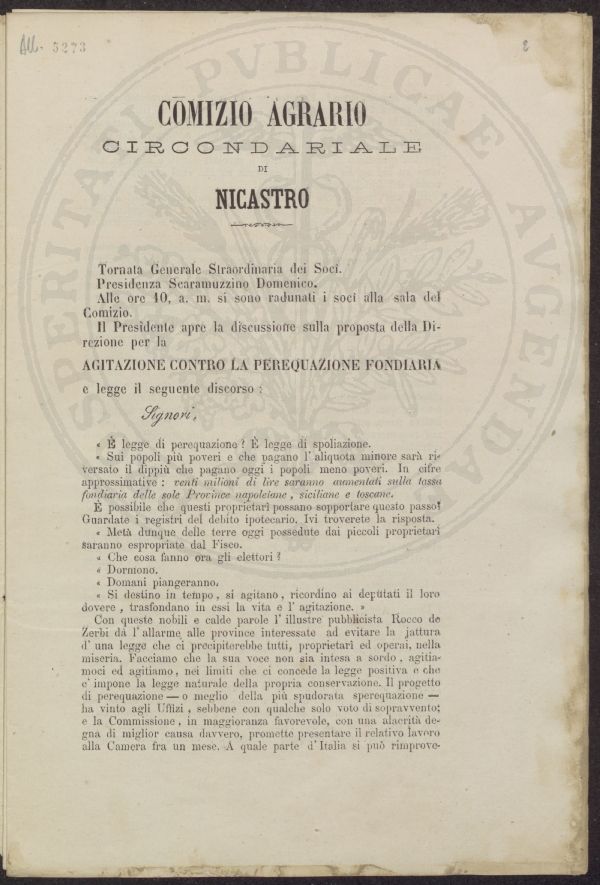 All. 5273
2
PROSPERITATI PVBLICAE AVGENDAE
COMIZIO AGRARIO
CIRCONDARIALE
DI
NICASTRO
Tornata Generale Straordinaria dei Soci.
Presidenza Scaramuzzino Domenico.
Alle ore 10, a. m. si sono radunati i soci alla sala del
Comizio.
Il Presidente apre la discussione sulla proposta della Di-
rezione per la
AGITAZIONE CONTRO LA PEREQUAZIONE FONDIARIA
e legge il seguente discorso :
Signori,
« È legge di perequazione ? È legge di spoliazione.
« Sui popoli più poveri e che pagano l' aliquota minore sarà ri-
versato il dippiù che pagano oggi i popoli meno poveri. In cifre
approssimative : venti milioni di lire saranno aumentati sulla tassa
fondiaria delle sole Province napoletane , siciliane e toscane.
È possibile che questi proprietari possano sopportare questo passo?
Guardate i registri del debito ipotecario. Ivi troverete la risposta.
« Metà dunque delle terre oggi possedute dai piccoli proprietari
saranno espropriate dal Fisco.
« Che cosa fanno ora gli elettori ?
« Dormono.
« Domani piangeranno.
« Si destino in tempo , si agitano , ricordino ai deputati il loro
dovere , trasfondano in essi la vita e l' agitazione. »
Con queste nobili e calde parole l' illustre pubblicista Rocco de
Zerbi dà l' allarme alle province interessate ad evitare la jattura
d' una legge che ci precipiterebbe tutti, proprietari ed operai, nella
miseria. Facciamo che la sua voce non sia intesa a sordo , agitia-
moci ed agitiamo , nei limiti che ci concede la legge positiva e che
c' impone la legge naturale della propria conservazione. Il progetto
di perequazione — o meglio della più spudorata sperequazione —
ha vinto agli Uffizi , sebbene con qualche solo voto di sopravvento;
e la Commissione , in maggioranza favorevole, con una alacrità de-
gna di miglior causa davvero, promette presentare il relativo lavoro
alla Camera fra un mese. A quale parte d' Italia si può rimprove-